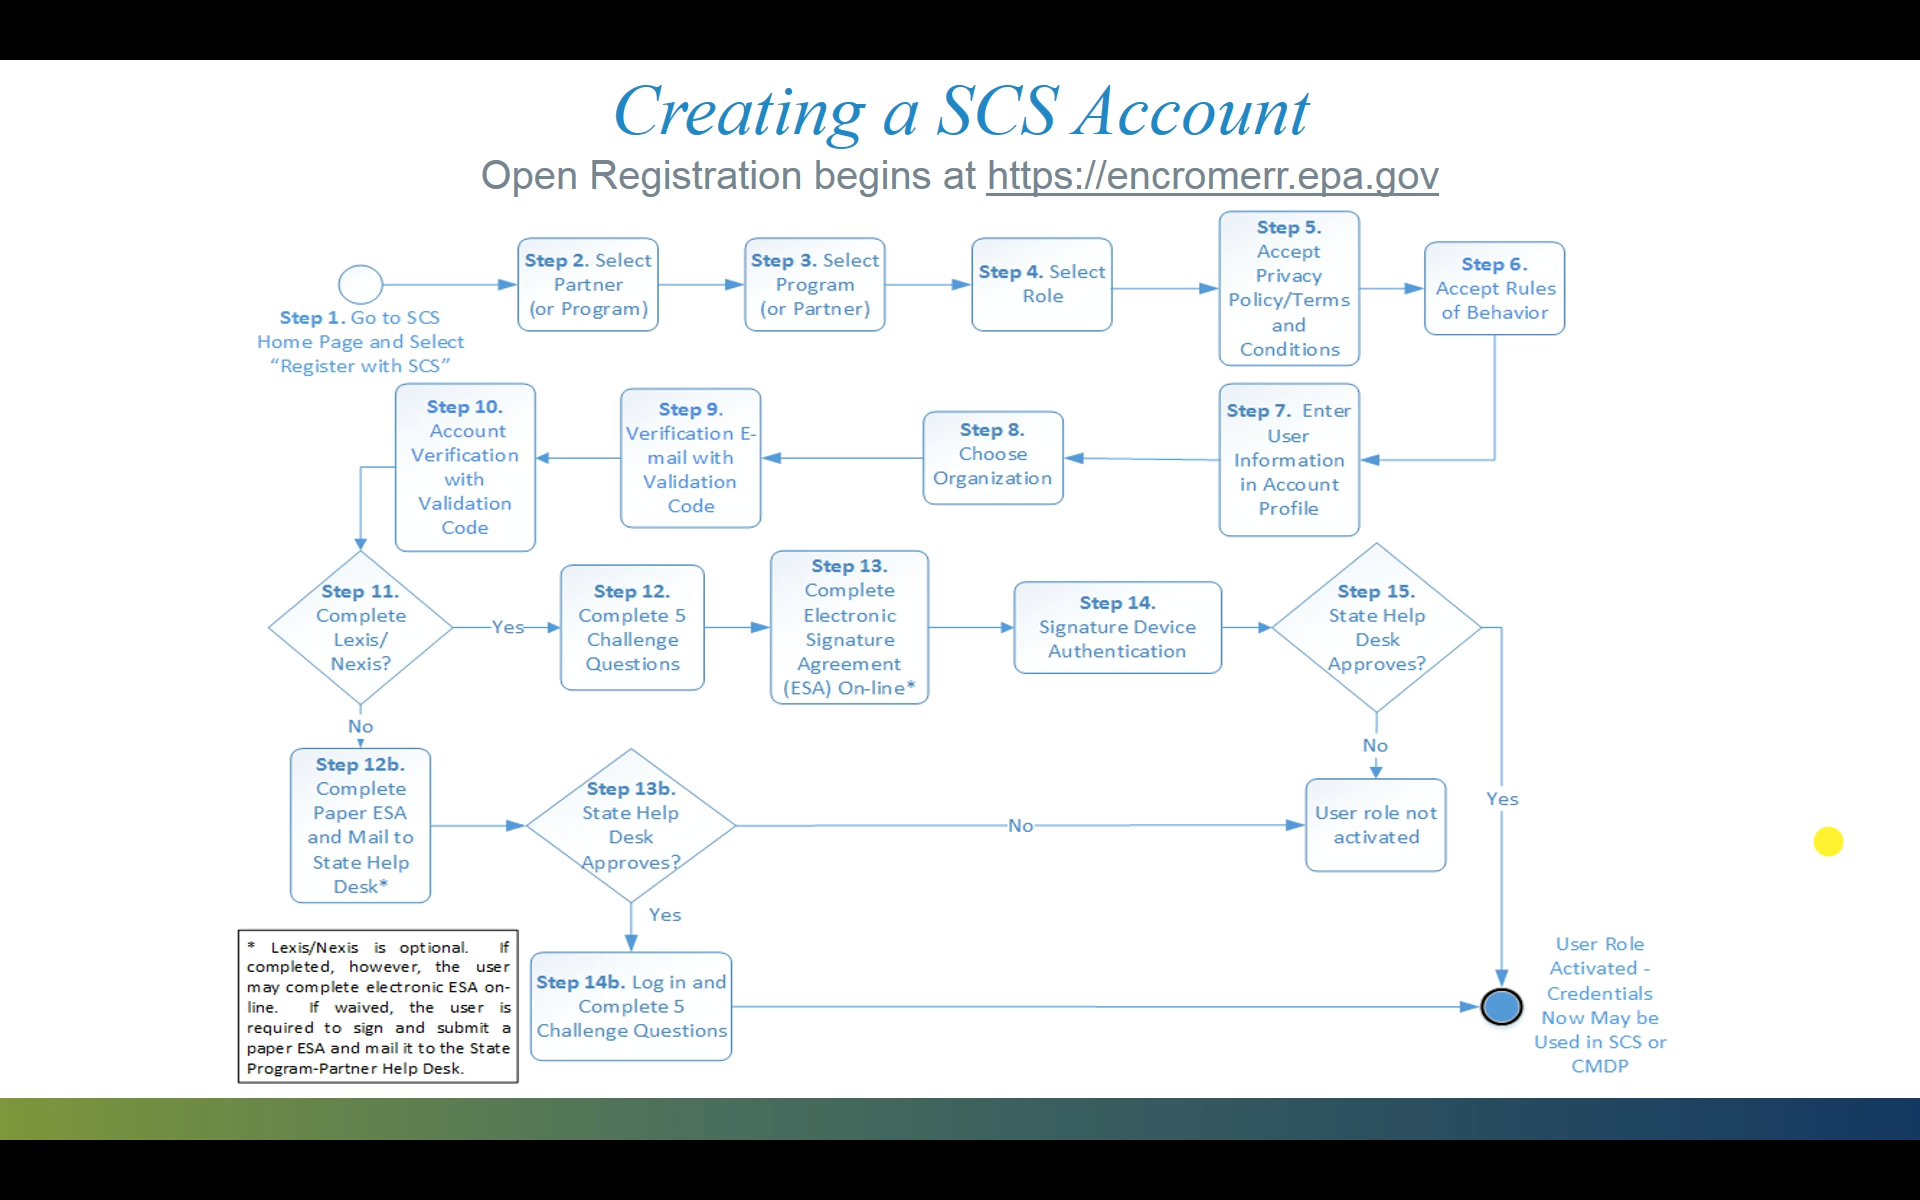 Creating a SCS Account
Open Registration begins at https://encromerr.epa.gov
Step 1. Go to SCS
Home Page and Select
“Register with SCS”
Step 2. Select
Partner
(or Program)
Step 3. Select
Program
(or Partner)
Step 4. Select
Role
Step 5.
Accept
Privacy
Policy/Terms
and
Conditions
Step 6.
Accept Rules
of Behavior
Step 7. Enter
User
Information
in Account
Profile
Step 8.
Choose
Organization
Step 9.
Verification E-
mail with
Validation
Code
Step 10.
Account
Verification
with
Validation
Code
Step 11.
Complete
Lexis/
Nexis?
Yes
No
Step 12.
Complete 5
Challenge
Questions
Step 13.
Complete
Electronic
Signature
Agreement
(ESA) On-line*
Step 14.
Signature Device
Authentication
Step 15.
State Help
Desk
Approves?
No
Yes
Step 12b.
Complete
Paper ESA
and Mail to
State Help
Desk*
Step 13b.
State Help
Desk
Approves?
No
Yes
User role not
activated
Step 14b. Log in and
Complete 5
Challenge Questions
User Role
Activated -
Credentials
Now May be
Used in SCS or
CMDP
* Lexis/Nexis is optional. If
completed, however, the user
may complete electronic ESA on-
line. If waived, the user is
required to sign and submit a
paper ESA and mail it to the State
Program-Partner Help Desk.